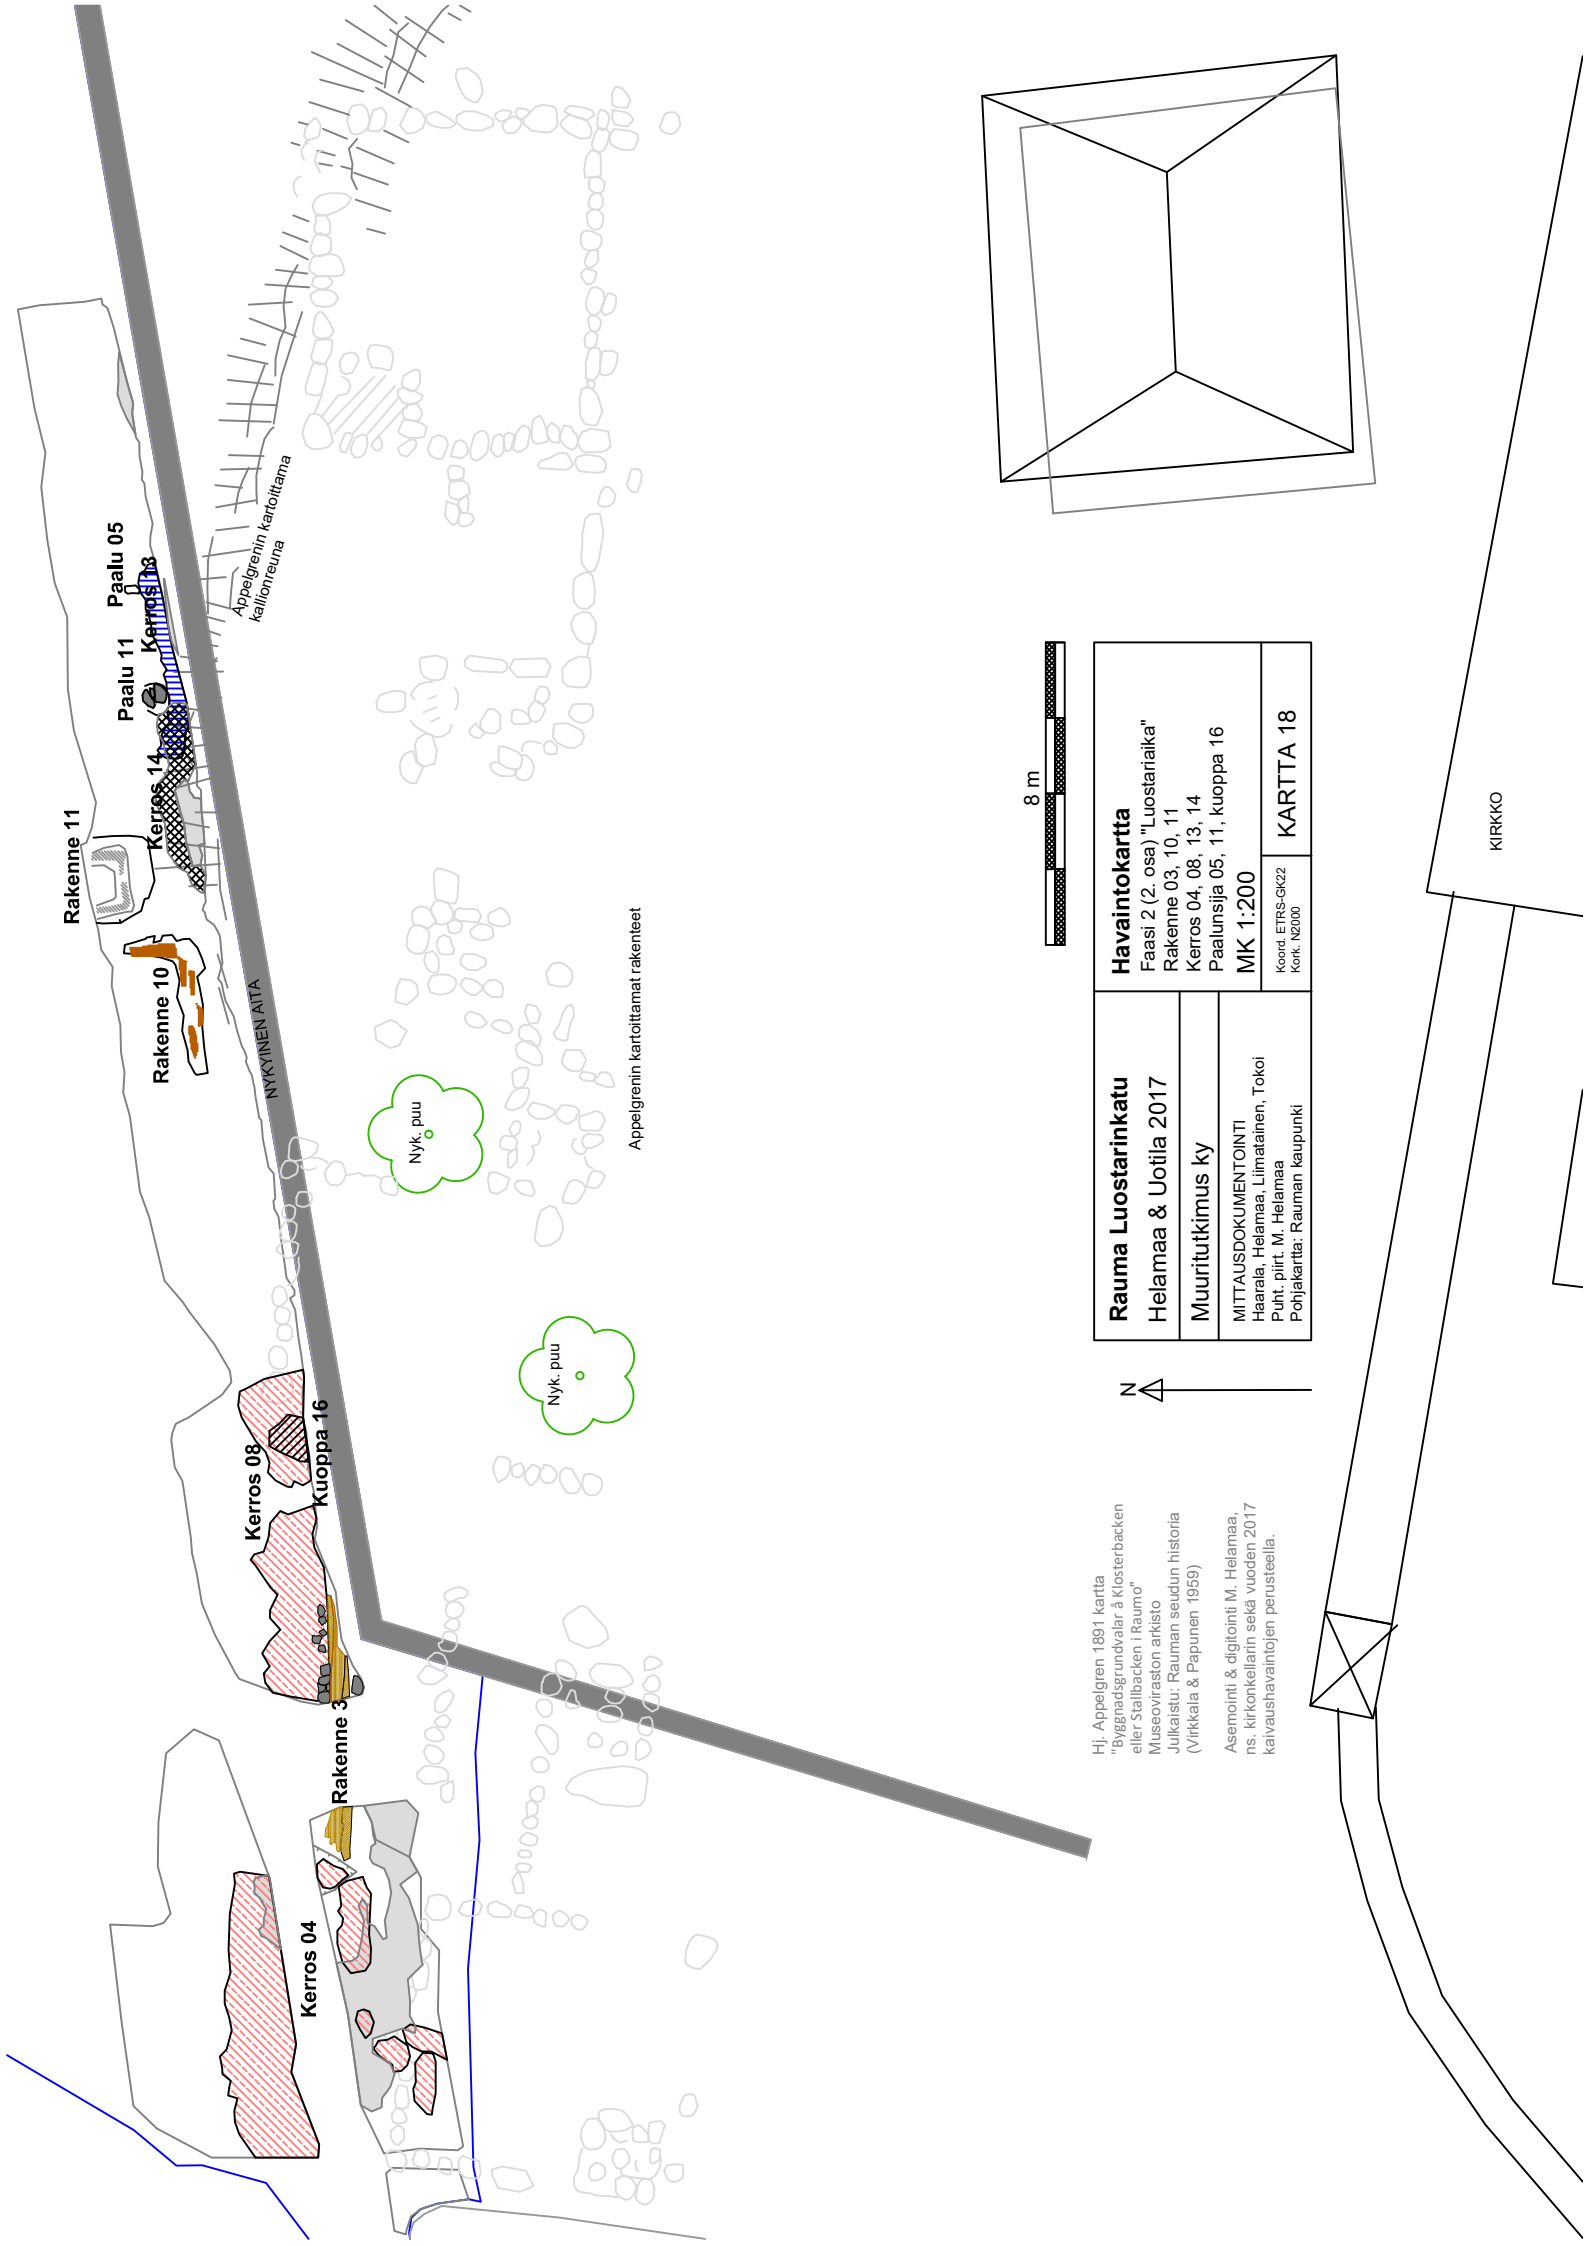 Kerros 04
Rakenne 3
Kerros 08
Kuoppa 16
Rakenne 10
Rakenne 11
Kerros 14
Paalu 11
Kerros 13
Paalu 05
NYKYINEN AITA
Appelgrenin kartoittama
kallionreuna
Nyk. puu
Nyk. puu
Appelgrenin kartoittamat rakenteet
8 m
N
Rauma Luostarinkatu
Helamaa & Uotila 2017
Muuritutkimus ky
MITTAUSDOKUMENTOINTI
Haarala, Helamaa, Liimatainen, Tokoi
Puht. piirt. M. Helamaa
Pohjakartta: Rauman kaupunki
Havaintokartta
Faasi 2 (2. osa) "Luostariaika"
Rakenne 03, 10, 11
Kerros 04, 08, 13, 14
Paalunsija 05, 11, kuoppa 16
MK 1:200
Koord. ETRS-GK22
Kork. N2000
KARTTA 18
Hj. Appelgren 1891 kartta
"Byggnadsgrundvalar å Klosterbacken
eller Stallbacken i Raumo"
Museoviraston arkisto
Julkaistu: Rauman seudun historia
(Virkkala & Papunen 1959)
Asemointi & digitointi M. Helamaa,
ns. kirkonkellarin sekä vuoden 2017
kaivaushavaintojen perusteella.
KIRKKO